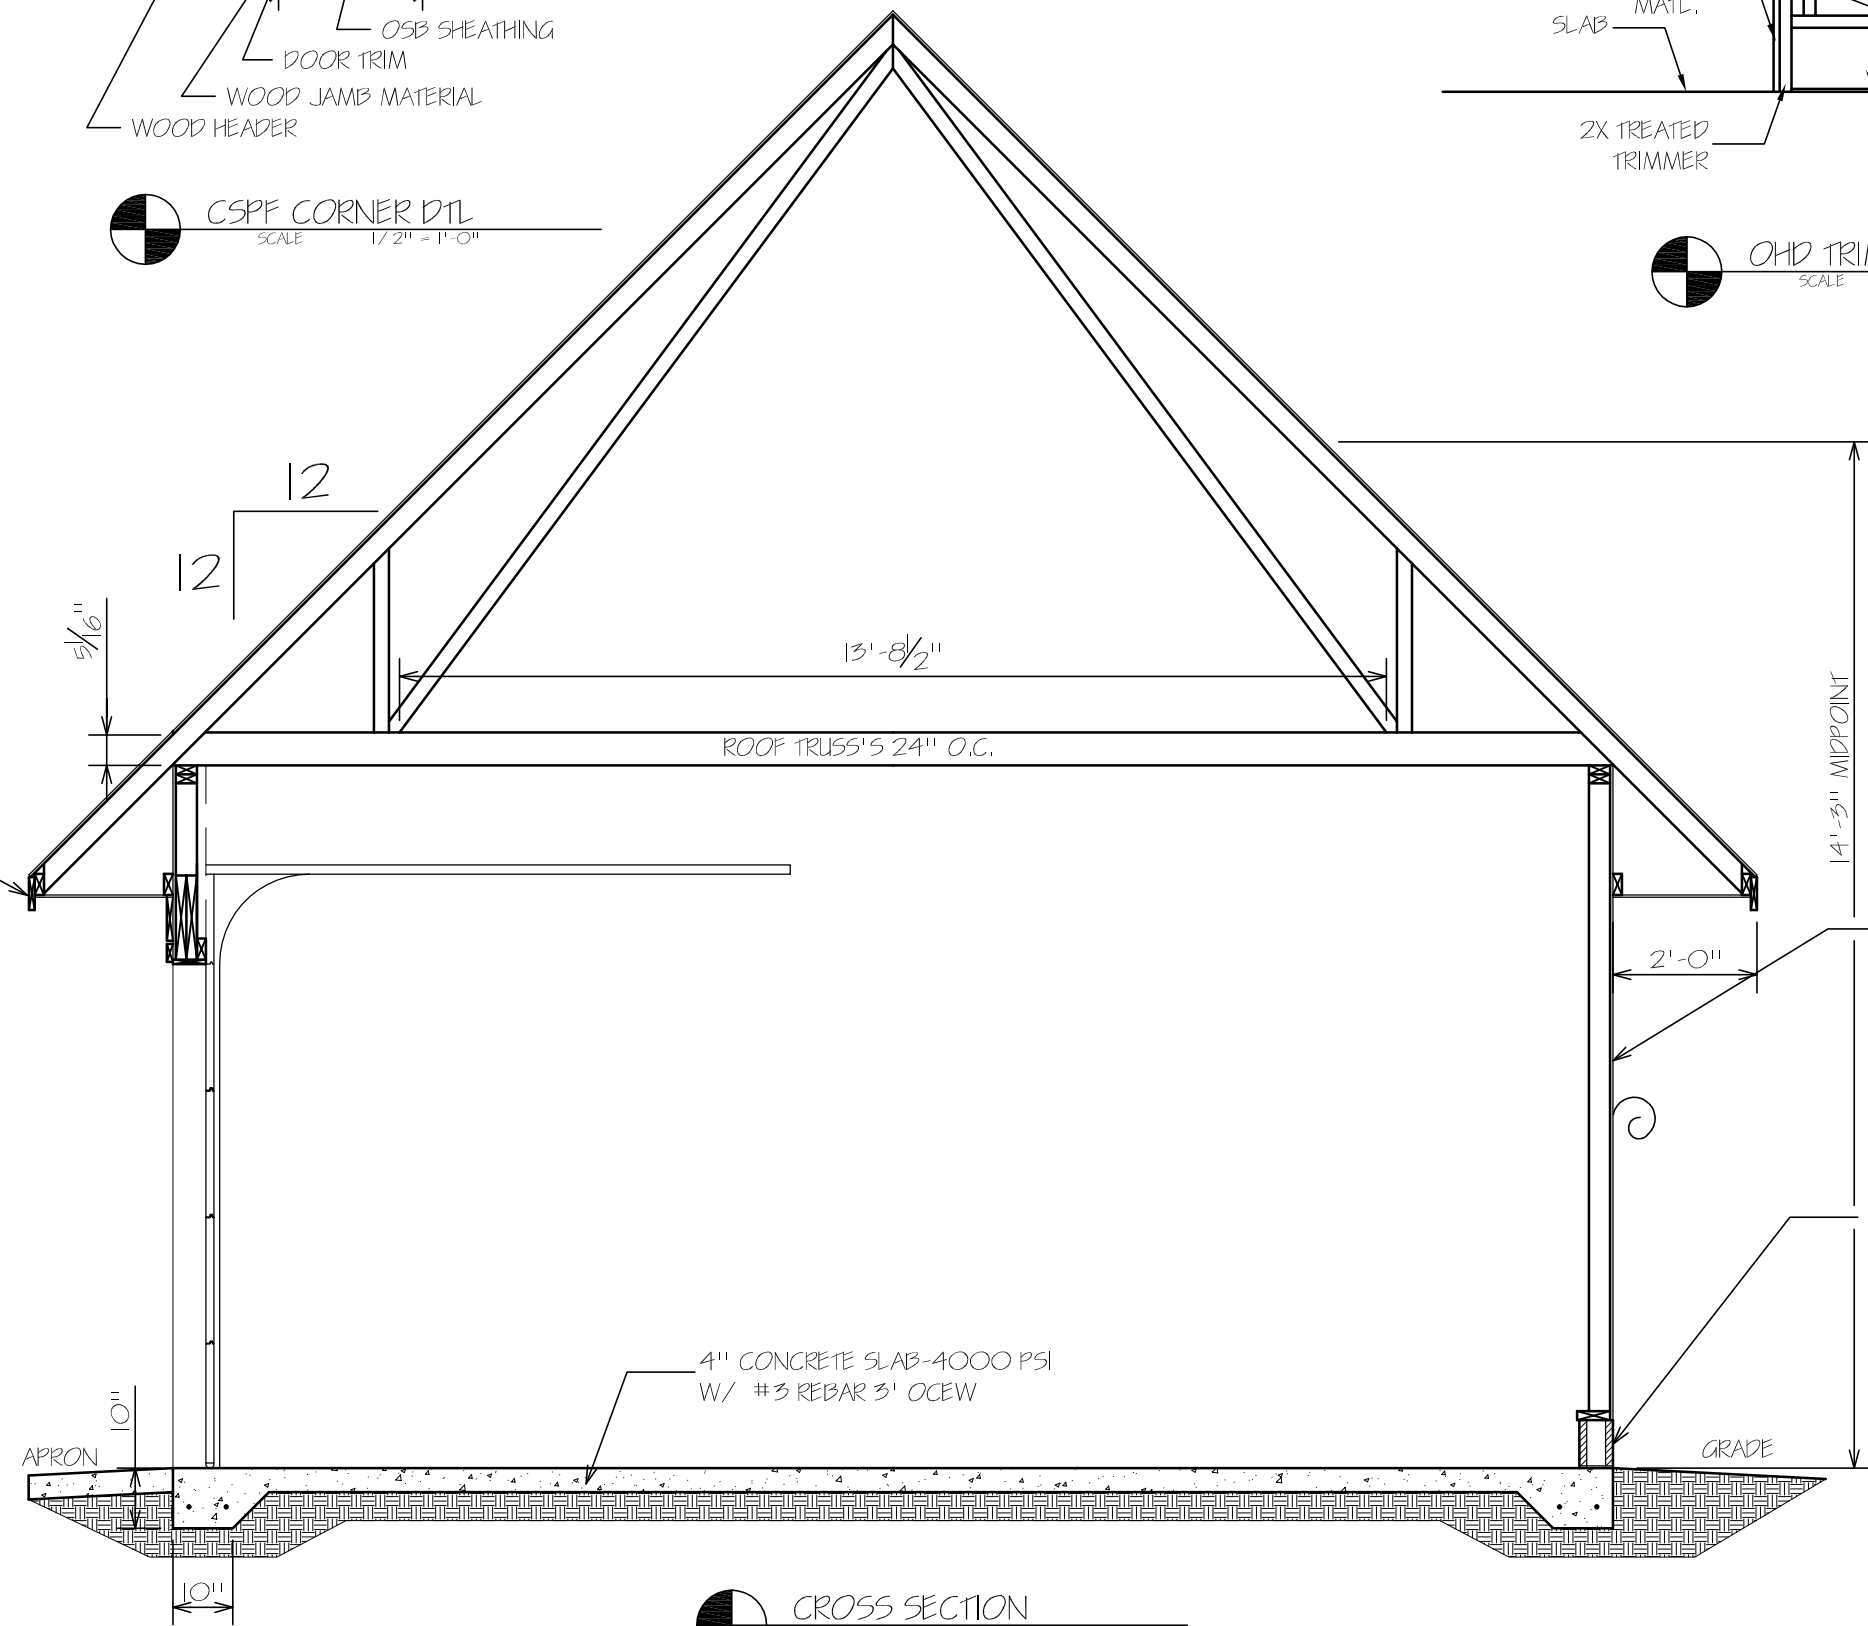 OSB SHEATHING
DOOR TRIM
WOOD JAMB MATERIAL
WOOD HEADER
CSPF CORNER DTL
SCALE 1/2" = 1'-0"
MATL.
SLAB
2X TREATED
TRIMMER
OHD TRI
SCALE
12
12
5 1/16"
13'-8 1/2"
ROOF TRUSS'S 24" O.C.
14'-3" MIDPOINT
2'-0"
4" CONCRETE SLAB-4000 PSI
W/ #3 REBAR 3' OCEW
10"
APRON
GRADE
10"
CROSS SECTION